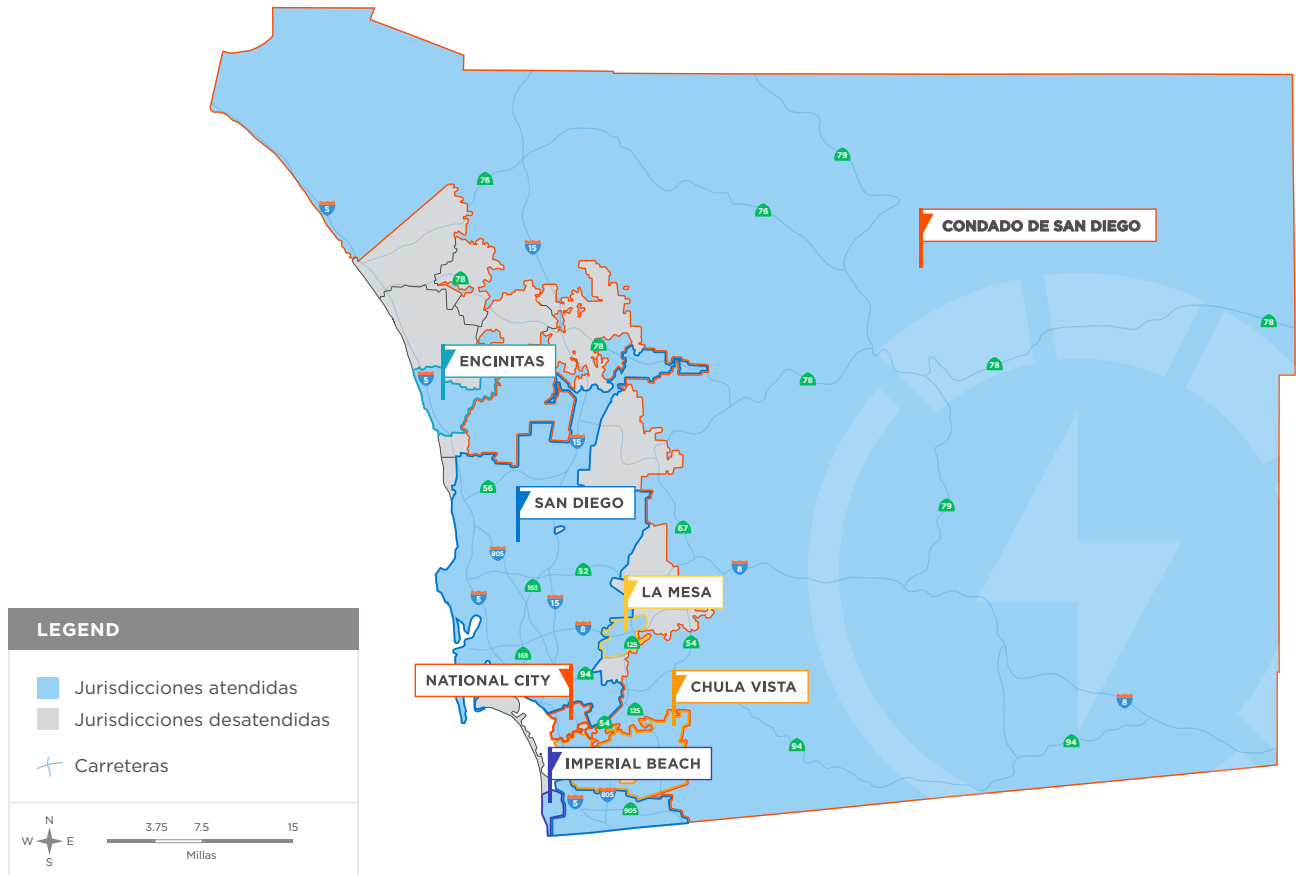 79
76
76
5
CONDADO DE SAN DIEGO
15
78
78
78
ENCINITAS
78
5
78
15
56
SAN DIEGO
79
67
805
8
52
163
LA MESA
5
15
8
125
54
163
94
NATIONAL CITY
CHULA VISTA
8
125
54
94
94
IMPERIAL BEACH
805
5
905
LEGEND
Jurisdicciones atendidas
Jurisdicciones desatendidas
Carreteras
N
W E
S
3.75 7.5 15
Millas